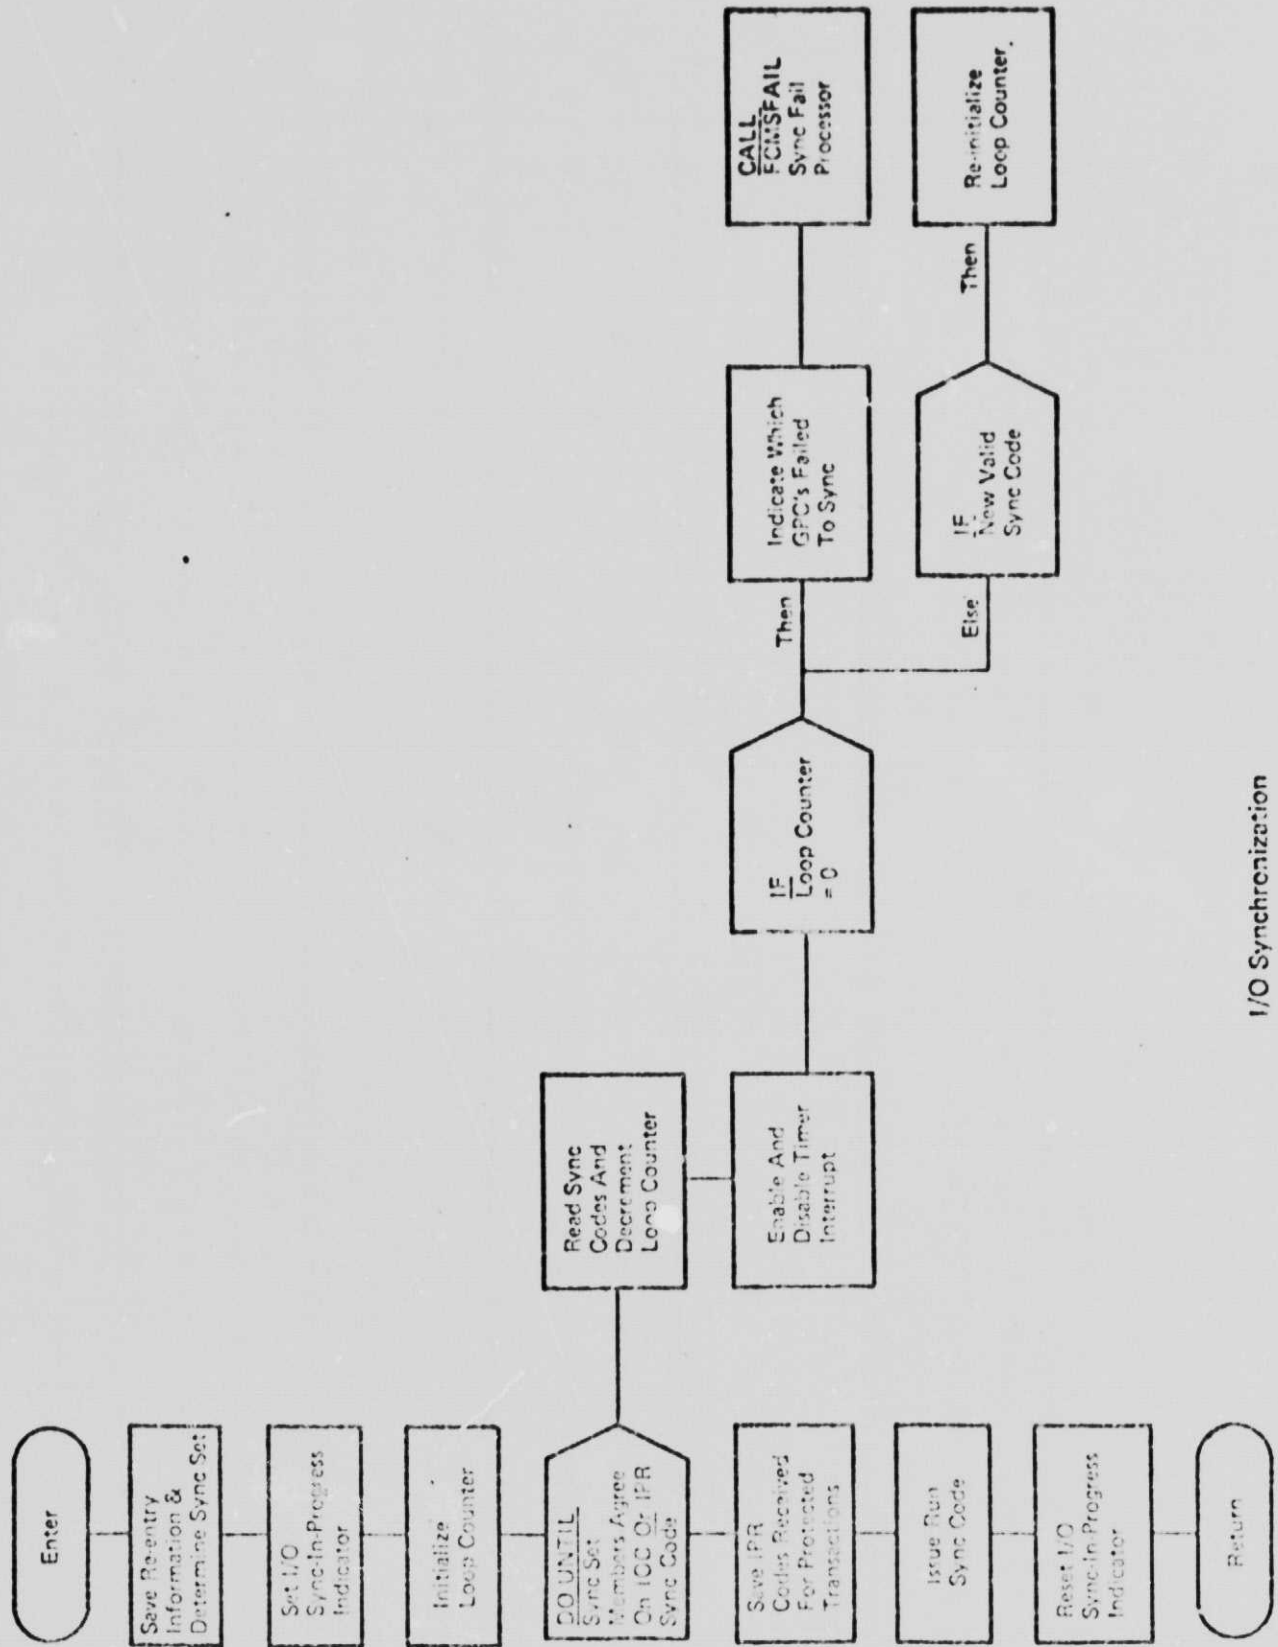 Enter
Save Re-entry
Information &
Determine Sync Set
Set I/O
Sync-In-Progress
Indicator
Initialize
Loop Counter
DO UNTIL
Sync Set
Members Agree
On IOC Or IPR
Sync Code
Read Sync
Codes And
Decrement
Loop Counter
Enable And
Disable Timer
Interrupt
IF
Loop Counter
= 0
Then
Indicate Which
GPC's Failed
To Sync
CALL
FCMSFAIL
Sync Fail
Processor
Else
IF
New Valid
Sync Code
Then
Re-initialize
Loop Counter.
Save IPR
Codes Received
For Protected
Transactions
Issue Run
Sync Code
Reset I/O
Sync-In-Progress
Indicator
Return
I/O Synchronization